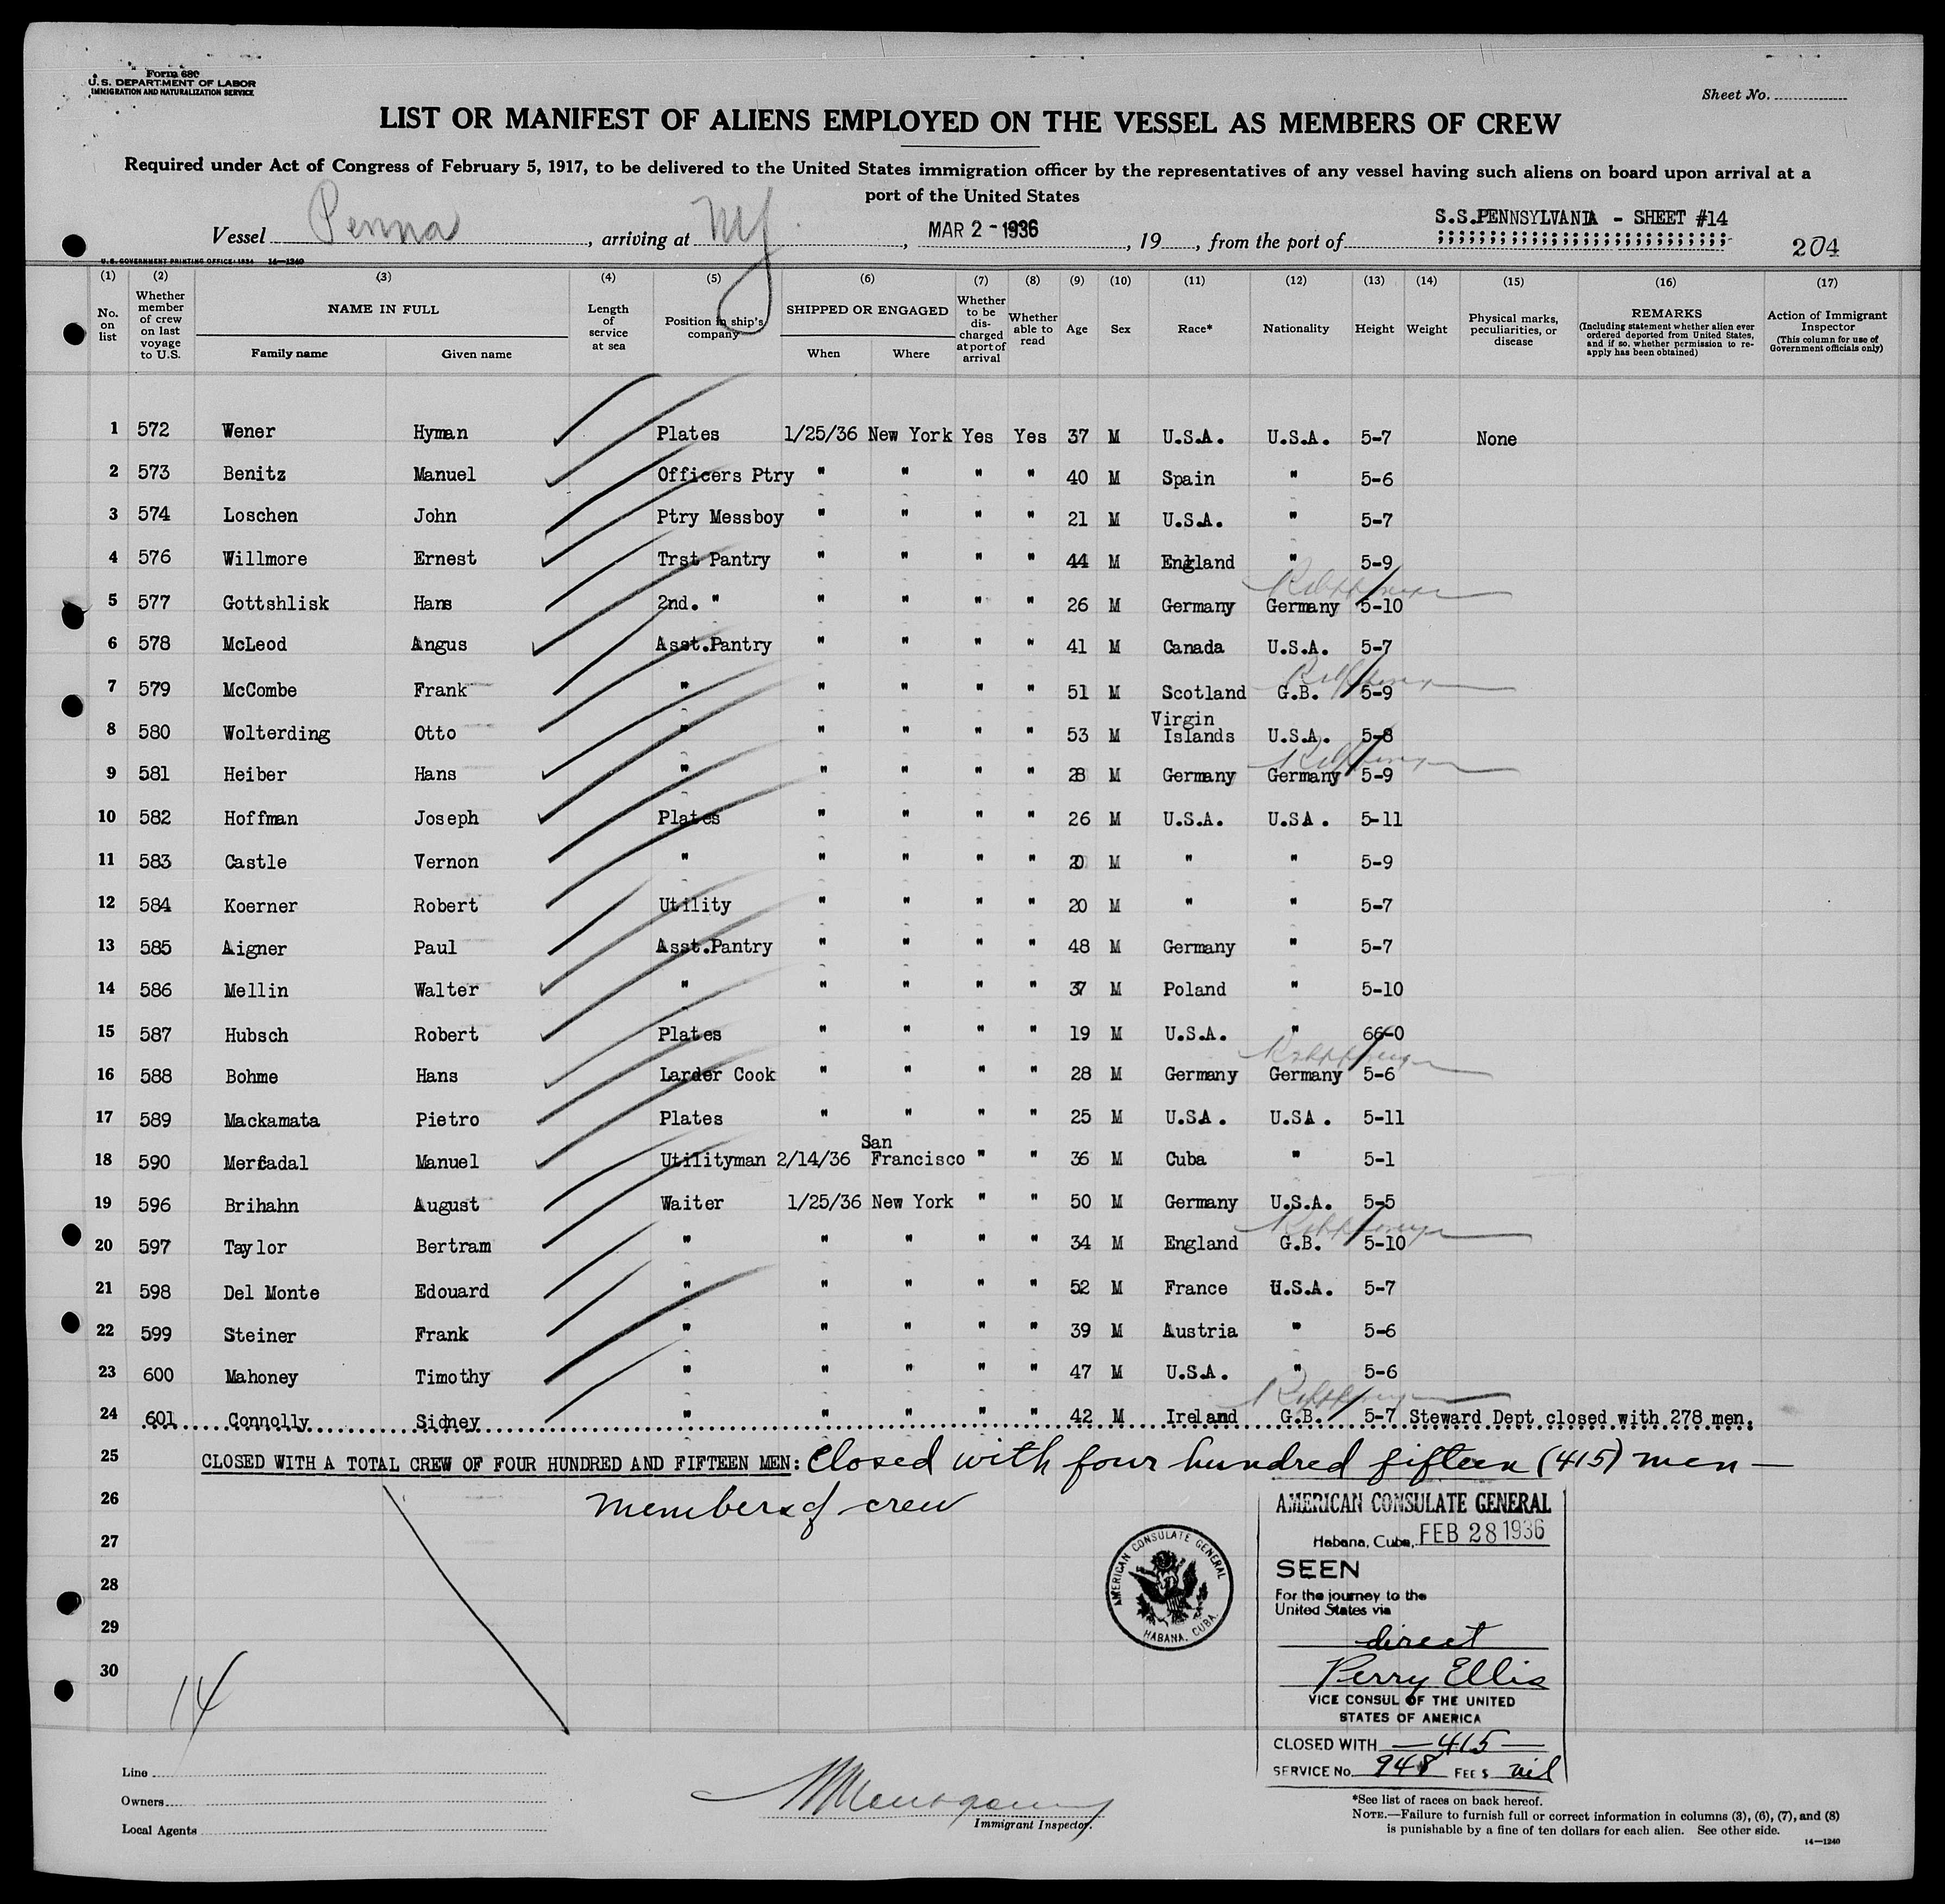 Form 680
U. S. DEPARTMENT OF LABOR
IMMIGRATION AND NATURALIZATION SERVICE
Sheet No.
LIST OR MANIFEST OF ALIENS EMPLOYED ON THE VESSEL AS MEMBERS OF CREW
Required under Act of Congress of February 5, 1917, to be delivered to the United States immigration officer by the representatives of any vessel having such aliens on board upon arrival at a
port of the United States
S.S.PENNSYLVANIA - SHEET #14
Vessel Penna, arriving at NY, MAR 2 - 1936, 19, from the port of
204
U. S. GOVERNMENT PRINTING OFFICE: 1934 14—1240
(1) (2) (3) (4) (5) (6) (7) (8) (9) (10) (11) (12) (13) (14) (15) (16) (17)
No. on list
Whether member of crew on last voyage to U.S.
NAME IN FULL
Family name Given name
Length of service at sea
Position in ship's company
SHIPPED OR ENGAGED
When Where
Whether to be discharged at port of arrival
Whether able to read
Age
Sex
Race*
Nationality
Height
Weight
Physical marks, peculiarities, or disease
REMARKS
(Including statement whether alien ever ordered deported from United States, and if so, whether permission to re-apply has been obtained)
Action of Immigrant Inspector
(This column for use of Government officials only)
1 572 Wener Hyman Plates 1/25/36 New York Yes Yes 37 M U.S.A. U.S.A. 5-7 None
2 573 Benitz Manuel Officers Ptry " " " " 40 M Spain " 5-6
3 574 Loschen John Ptry Messboy " " " " 21 M U.S.A. " 5-7
4 576 Willmore Ernest Trst Pantry " " " " 44 M England " 5-9
5 577 Gottshlisk Hans 2nd. " " " " " 26 M Germany Germany 5-10
6 578 McLeod Angus Asst.Pantry " " " " 41 M Canada U.S.A. 5-7
7 579 McCombe Frank " " " " " 51 M Scotland G.B. 5-9
8 580 Wolterding Otto " " " " " 53 M Virgin Islands U.S.A. 5-8
9 581 Heiber Hans " " " " " 28 M Germany Germany 5-9
10 582 Hoffman Joseph Plates " " " " 26 M U.S.A. U.SA. 5-11
11 583 Castle Vernon " " " " " 20 M " " 5-9
12 584 Koerner Robert Utility " " " " 20 M " " 5-7
13 585 Aigner Paul Asst.Pantry " " " " 48 M Germany " 5-7
14 586 Mellin Walter " " " " " 37 M Poland " 5-10
15 587 Hubsch Robert Plates " " " " 19 M U.S.A. " 66-0
16 588 Bohme Hans Larder Cook " " " " 28 M Germany Germany 5-6
17 589 Mackamata Pietro Plates " " " " 25 M U.S.A. U.SA. 5-11
18 590 Mercadal Manuel Utilityman 2/14/36 San Francisco " " 36 M Cuba " 5-1
19 596 Brihahn August Waiter 1/25/36 New York " " 50 M Germany U.S.A. 5-5
20 597 Taylor Bertram " " " " " 34 M England G.B. 5-10
21 598 Del Monte Edouard " " " " " 52 M France U.S.A. 5-7
22 599 Steiner Frank " " " " " 39 M Austria " 5-6
23 600 Mahoney Timothy " " " " " 47 M U.S.A. " 5-6
24 601 Connolly Sidney " " " " " 42 M Ireland G.B. 5-7 Steward Dept closed with 278 men.
25 CLOSED WITH A TOTAL CREW OF FOUR HUNDRED AND FIFTEEN MEN: Closed with four hundred fifteen (415) men —
26 members of crew
27
28
29
30
14
AMERICAN CONSULATE GENERAL
HABANA, CUBA.
AMERICAN CONSULATE GENERAL
Habana, Cuba, FEB 28 1936
SEEN
For the journey to the
United States via
direct
Perry Ellis
VICE CONSUL OF THE UNITED
STATES OF AMERICA
CLOSED WITH — 415 —
SERVICE No. 948 FEE $ nil
Line
Owners
Local Agents
Immigrant Inspector.
*See list of races on back hereof.
NOTE.—Failure to furnish full or correct information in columns (3), (6), (7), and (8)
is punishable by a fine of ten dollars for each alien. See other side.
14—1240